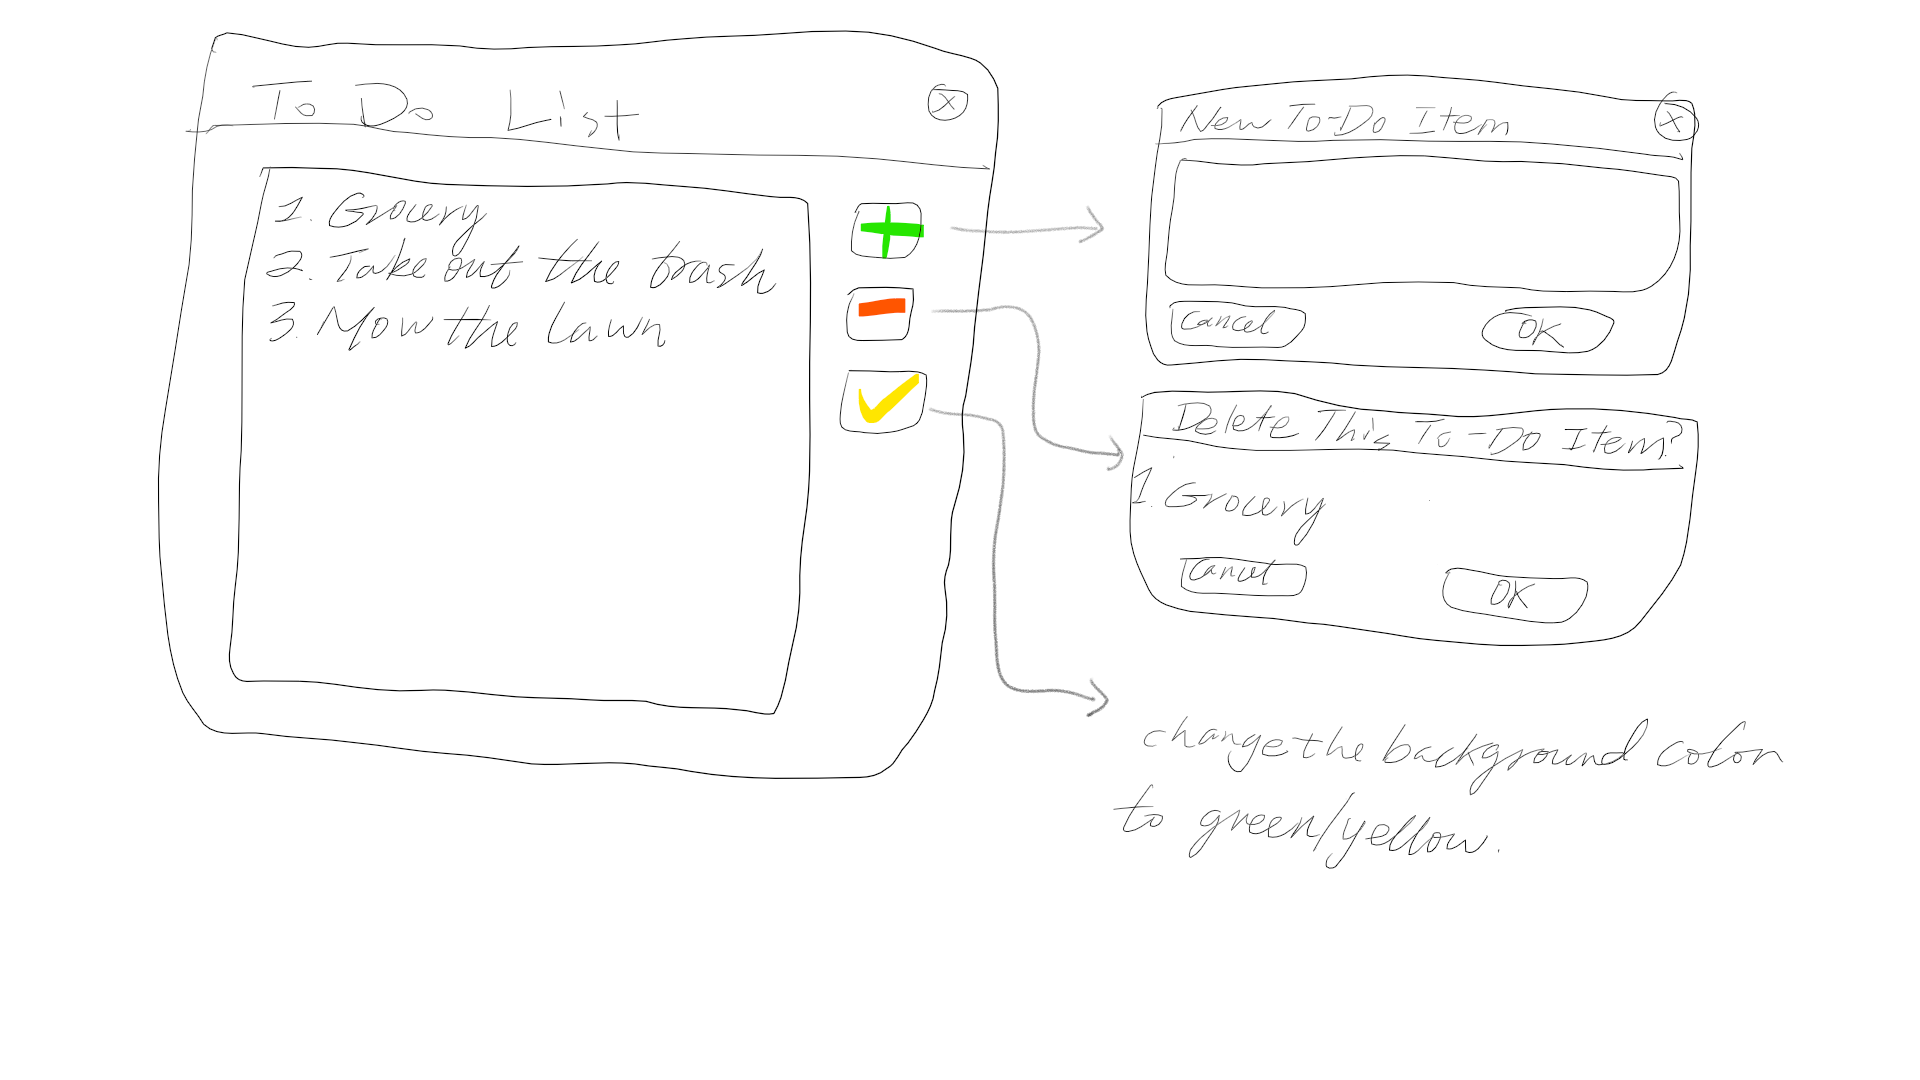 To Do List
X
1. Grocery
2. Take out the trash
3. Mow the Lawn
New To-Do Item
X
Cancel
OK
Delete This To-Do Item?
1. Grocery
Cancel
OK
change the background color
to green/yellow.